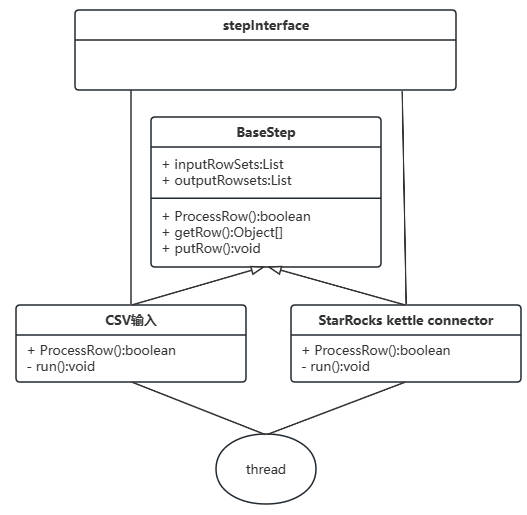 stepInterface
BaseStep
+ inputRowSets:List
+ outputRowsets:List
+ ProcessRow():boolean
+ getRow():Object[]
+ putRow():void
CSV输入
+ ProcessRow():boolean
- run():void
StarRocks kettle connector
+ ProcessRow():boolean
- run():void
thread